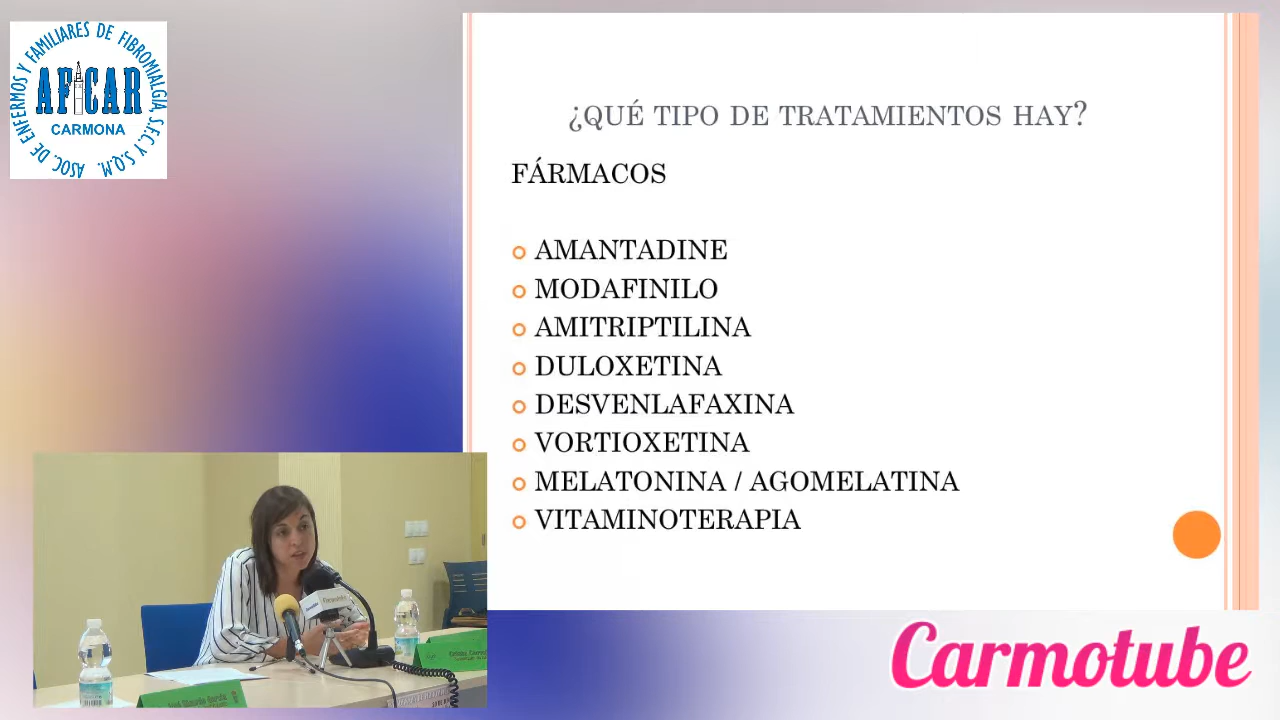 ASOC. DE ENFERMOS Y FAMILIARES DE FIBROMIALGIA, S.F.C. Y S.Q.M.
AFICAR
CARMONA
¿QUÉ TIPO DE TRATAMIENTOS HAY?
FÁRMACOS
AMANTADINE
MODAFINILO
AMITRIPTILINA
DULOXETINA
DESVENLAFAXINA
VORTIOXETINA
MELATONINA / AGOMELATINA
VITAMINOTERAPIA
Carmotube